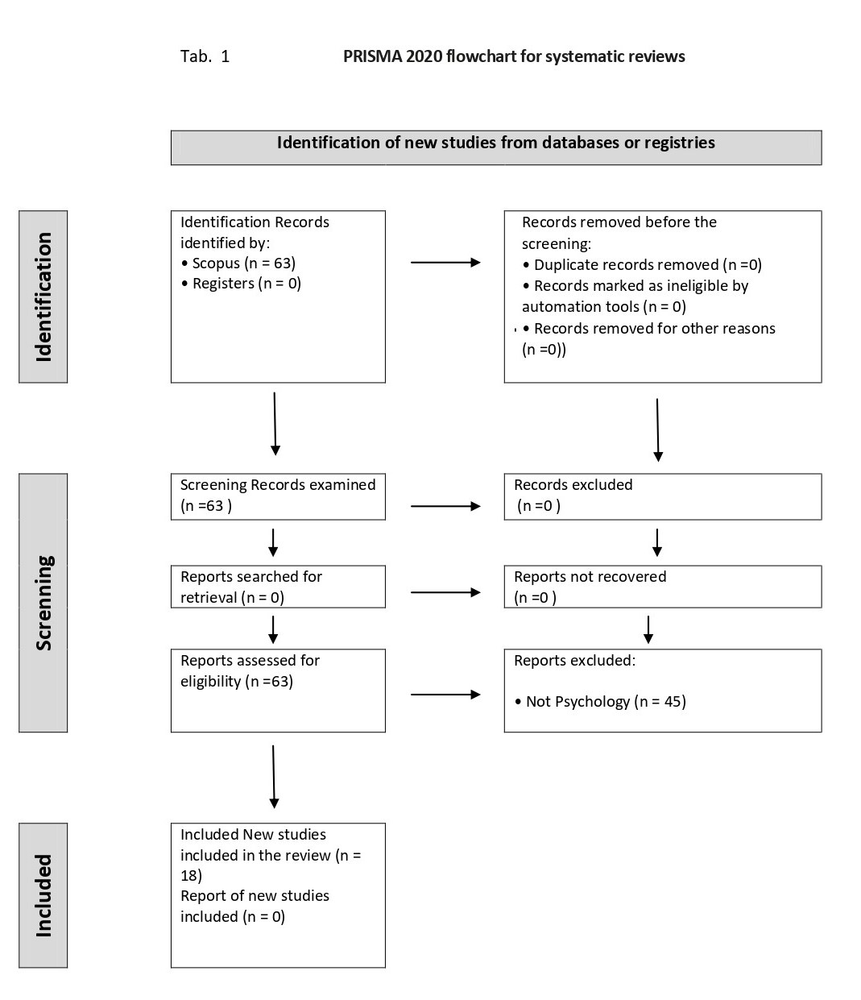 Tab.  1
PRISMA 2020 flowchart for systematic reviews
Identification of new studies from databases or registries
Identification
Identification Records
identified by:
• Scopus (n = 63)
• Registers (n = 0)
Records removed before the
screening:
• Duplicate records removed (n =0)
• Records marked as ineligible by
automation tools (n = 0)
• Records removed for other reasons
(n =0))
Screnning
Screening Records examined
(n =63 )
Records excluded
(n =0 )
Reports searched for
retrieval (n = 0)
Reports not recovered
(n =0 )
Reports assessed for
eligibility (n =63)
Reports excluded:
• Not Psychology (n = 45)
Included
Included New studies
included in the review (n =
18)
Report of new studies
included (n = 0)